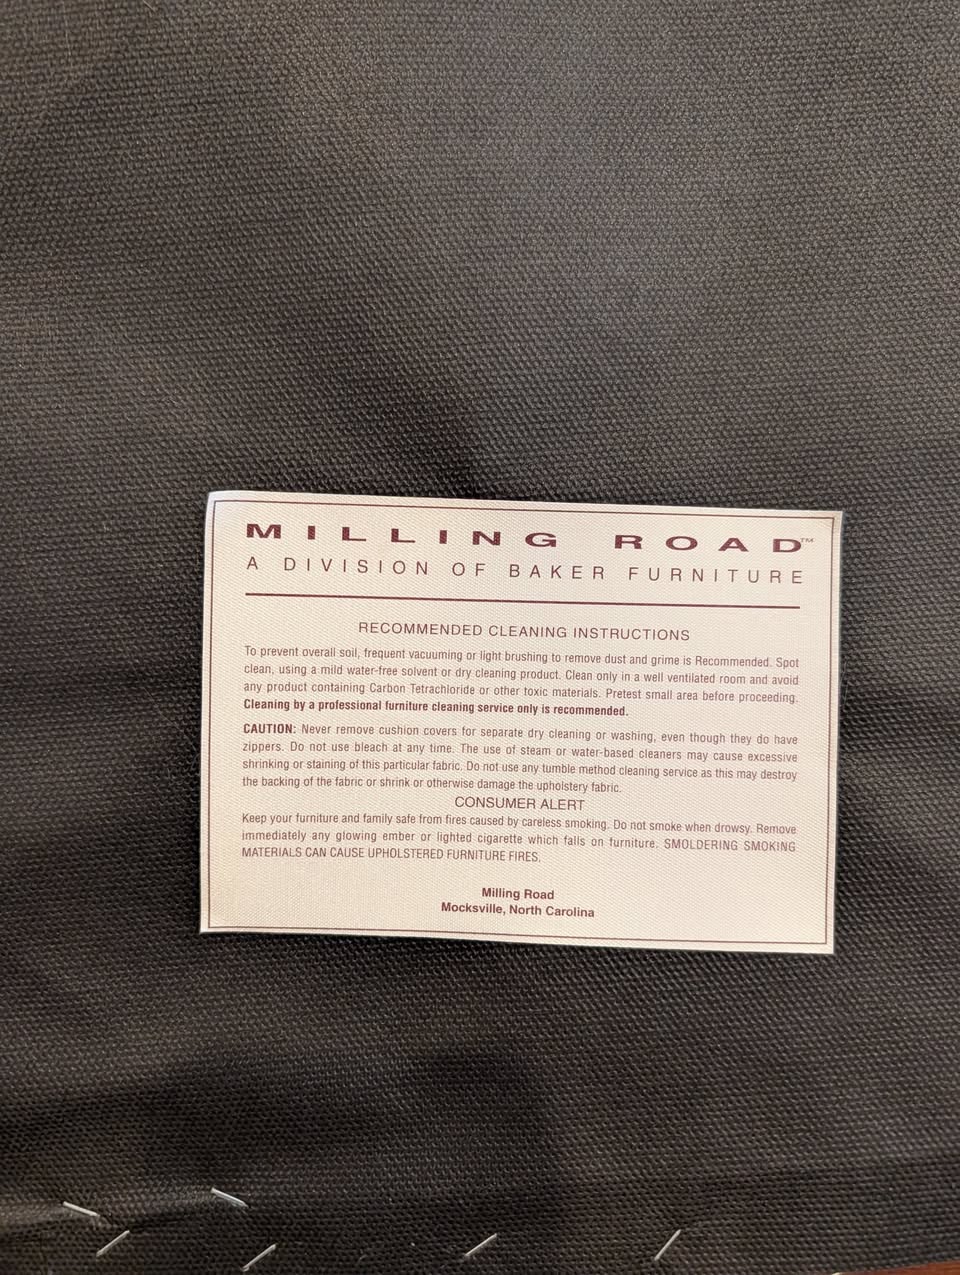 MILLING ROAD™
A DIVISION OF BAKER FURNITURE
RECOMMENDED CLEANING INSTRUCTIONS
To prevent overall soil, frequent vacuuming or light brushing to remove dust and grime is Recommended. Spot
clean, using a mild water-free solvent or dry cleaning product. Clean only in a well ventilated room and avoid
any product containing Carbon Tetrachloride or other toxic materials. Pretest small area before proceeding.
Cleaning by a professional furniture cleaning service only is recommended.
CAUTION: Never remove cushion covers for separate dry cleaning or washing, even though they do have
zippers. Do not use bleach at any time. The use of steam or water-based cleaners may cause excessive
shrinking or staining of this particular fabric. Do not use any tumble method cleaning service as this may destroy
the backing of the fabric or shrink or otherwise damage the upholstery fabric.
CONSUMER ALERT
Keep your furniture and family safe from fires caused by careless smoking. Do not smoke when drowsy. Remove
immediately any glowing ember or lighted cigarette which falls on furniture. SMOLDERING SMOKING
MATERIALS CAN CAUSE UPHOLSTERED FURNITURE FIRES.
Milling Road
Mocksville, North Carolina